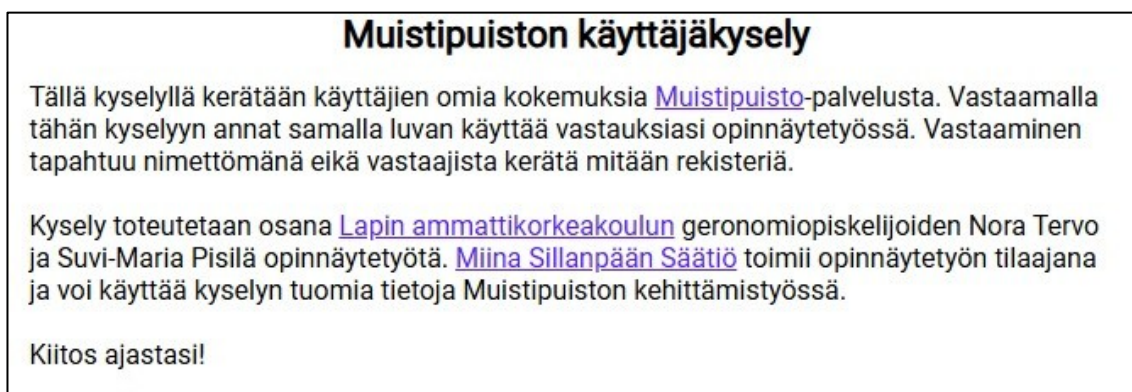 Muistipuiston käyttäjäkysely
Tällä kyselyllä kerätään käyttäjien omia kokemuksia Muistipuisto-palvelusta. Vastaamalla
tähän kyselyyn annat samalla luvan käyttää vastauksiasi opinnäytetyössä. Vastaaminen
tapahtuu nimettömänä eikä vastaajista kerätä mitään rekisteriä.
Kysely toteutetaan osana Lapin ammattikorkeakoulun geronomiopiskelijoiden Nora Tervo
ja Suvi-Maria Pisilä opinnäytetyötä. Miina Sillanpään Säätiö toimii opinnäytetyön tilaajana
ja voi käyttää kyselyn tuomia tietoja Muistipuiston kehittämistyössä.
Kiitos ajastasi!